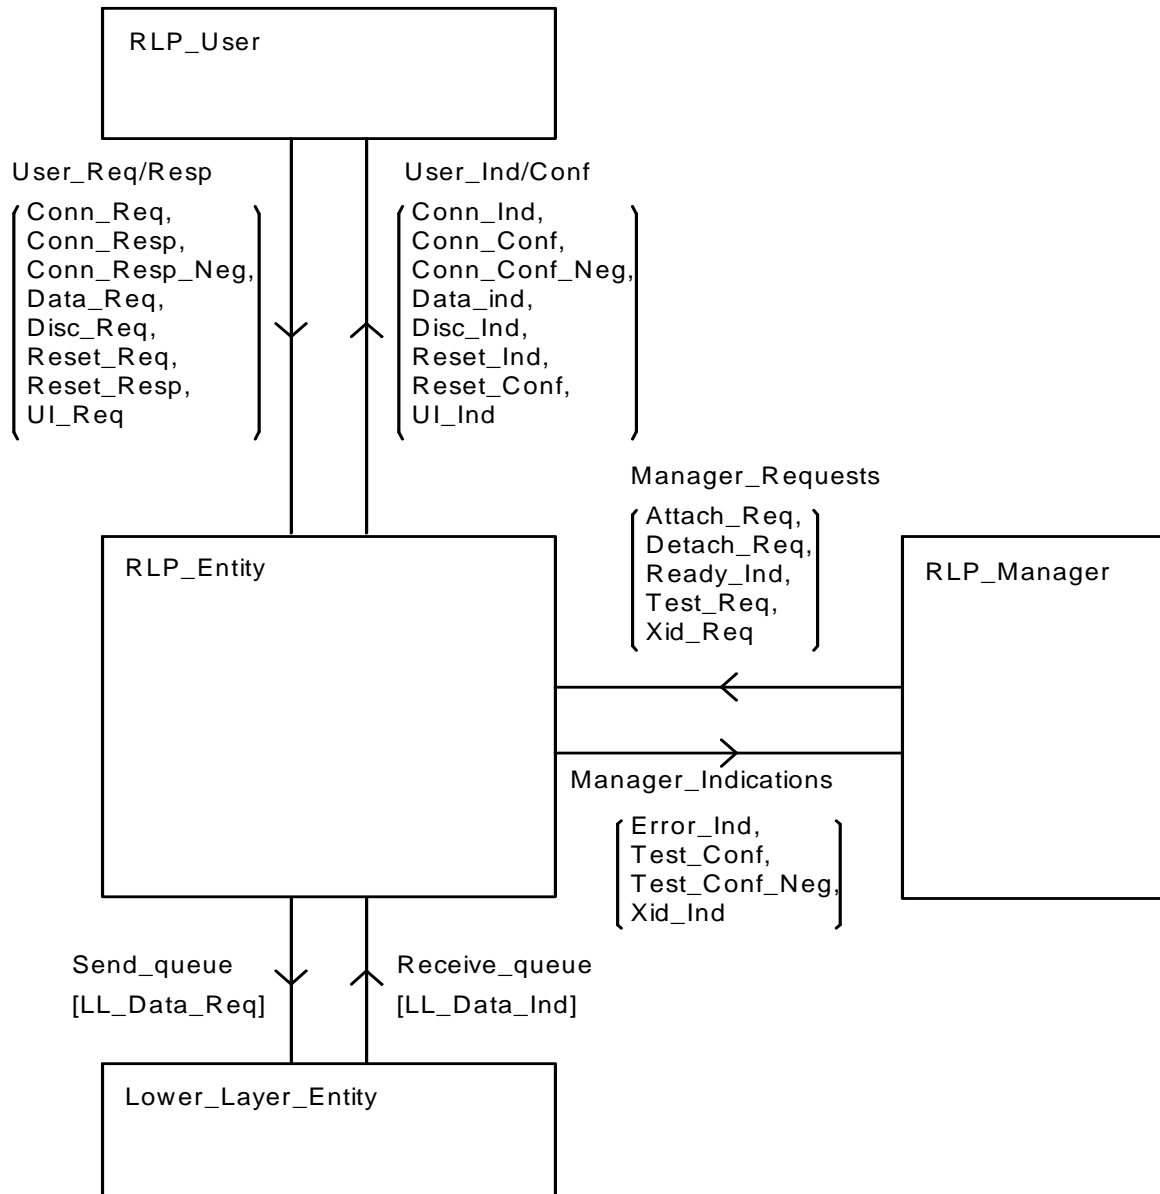 RLP_User
User_Req/Resp
Conn_Req,
Conn_Resp,
Conn_Resp_Neg,
Data_Req,
Disc_Req,
Reset_Req,
Reset_Resp,
UI_Req
User_Ind/Conf
Conn_Ind,
Conn_Conf,
Conn_Conf_Neg,
Data_ind,
Disc_Ind,
Reset_Ind,
Reset_Conf,
UI_Ind
Manager_Requests
Attach_Req,
Detach_Req,
Ready_Ind,
Test_Req,
Xid_Req
RLP_Entity
RLP_Manager
Manager_Indications
Error_Ind,
Test_Conf,
Test_Conf_Neg,
Xid_Ind
Send_queue
[LL_Data_Req]
Receive_queue
[LL_Data_Ind]
Lower_Layer_Entity